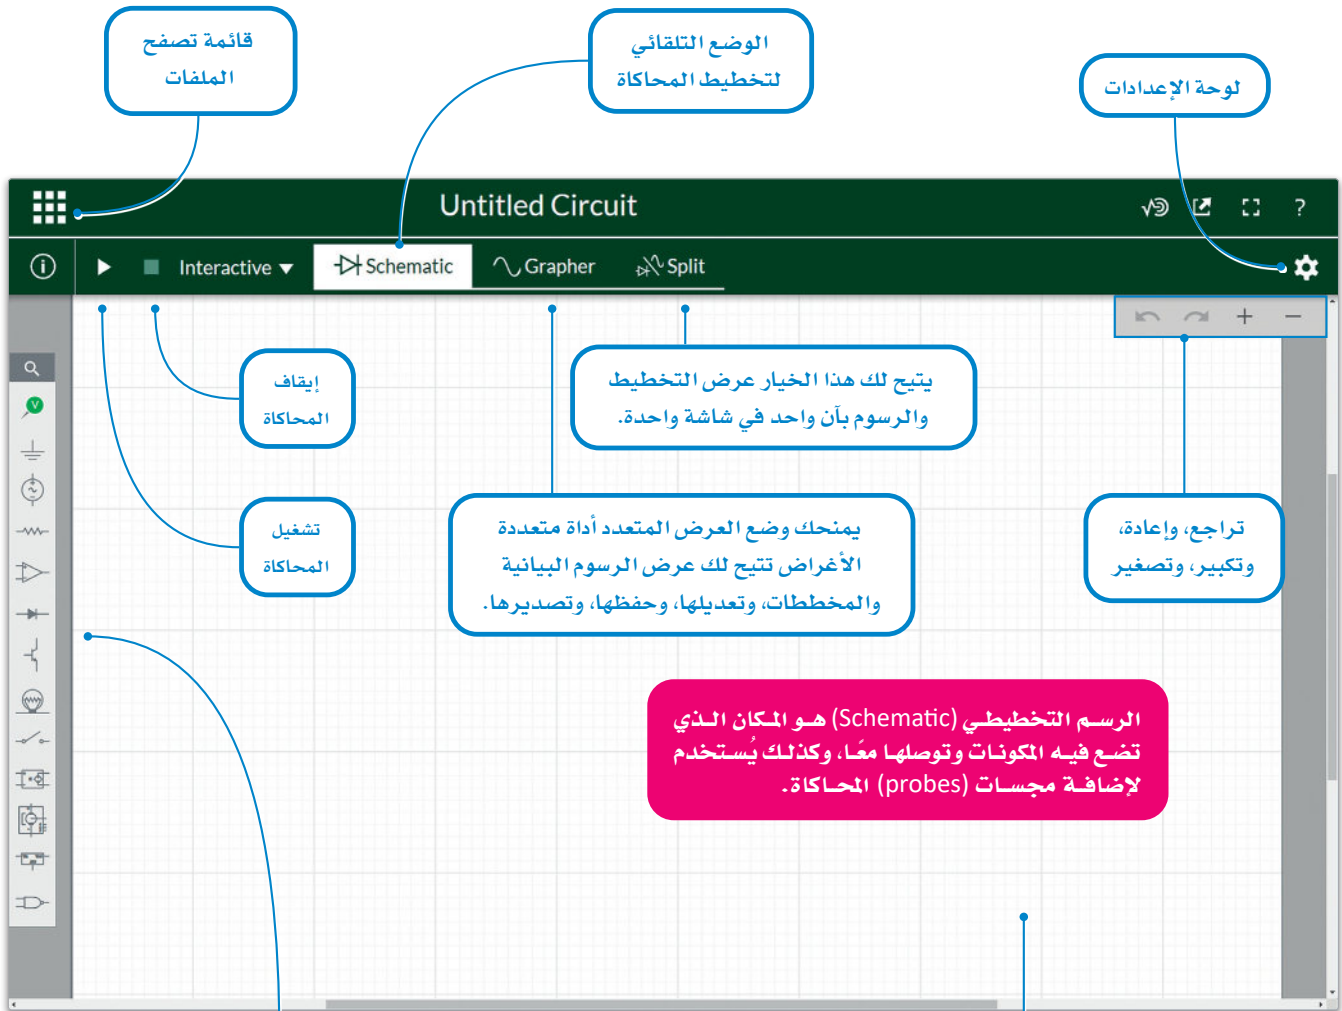 قائمة تصفح
الملفات
الوضع التلقائي
لتخطيط المحاكاة
لوحة الإعدادات
Untitled Circuit
?
Interactive
Schematic
Grapher
Split
إيقاف
المحاكاة
يتيح لك هذا الخيار عرض التخطيط
والرسوم بآن واحد في شاشة واحدة.
V
تشغيل
المحاكاة
يمنحك وضع العرض المتعدد أداة متعددة
الأغراض تتيح لك عرض الرسوم البيانية
والمخططات، وتعديلها، وحفظها، وتصديرها.
تراجع، وإعادة،
وتكبير، وتصغير
الرسم التخطيطي (Schematic) هو المكان الذي
تضع فيه المكونات وتوصلها معًا، وكذلك يُستخدم
لإضافة مجسات (probes) المحاكاة.